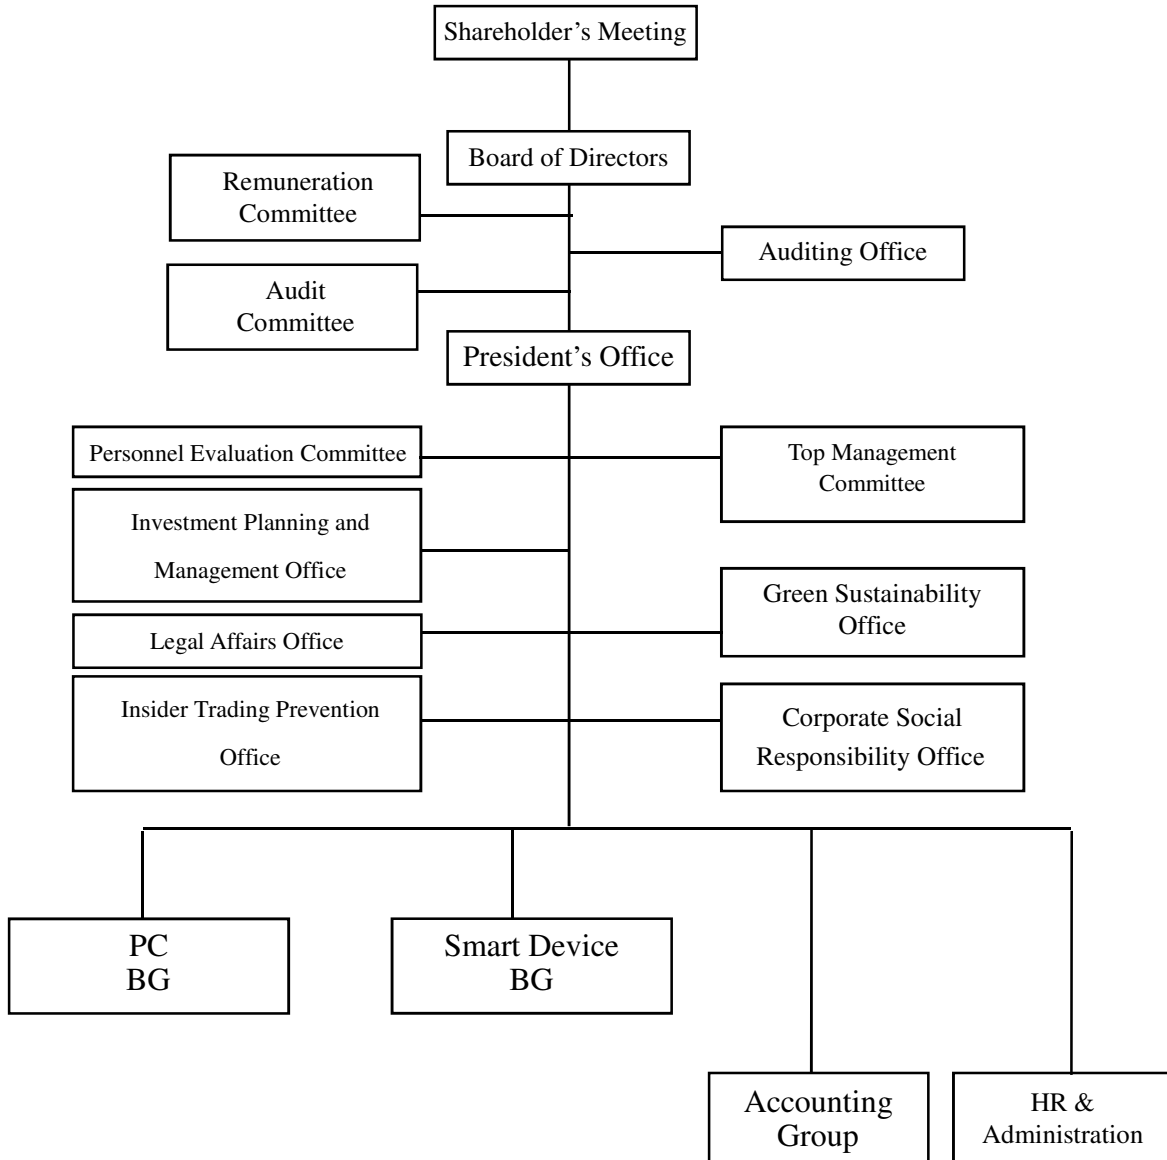 Shareholder’s Meeting
Board of Directors
Remuneration
Committee
Auditing Office
Audit
Committee
President’s Office
Personnel Evaluation Committee
Top Management
Committee
Investment Planning and
Management Office
Green Sustainability
Office
Legal Affairs Office
Insider Trading Prevention
Office
Corporate Social
Responsibility Office
PC
BG
Smart Device
BG
Accounting
Group
HR &
Administration